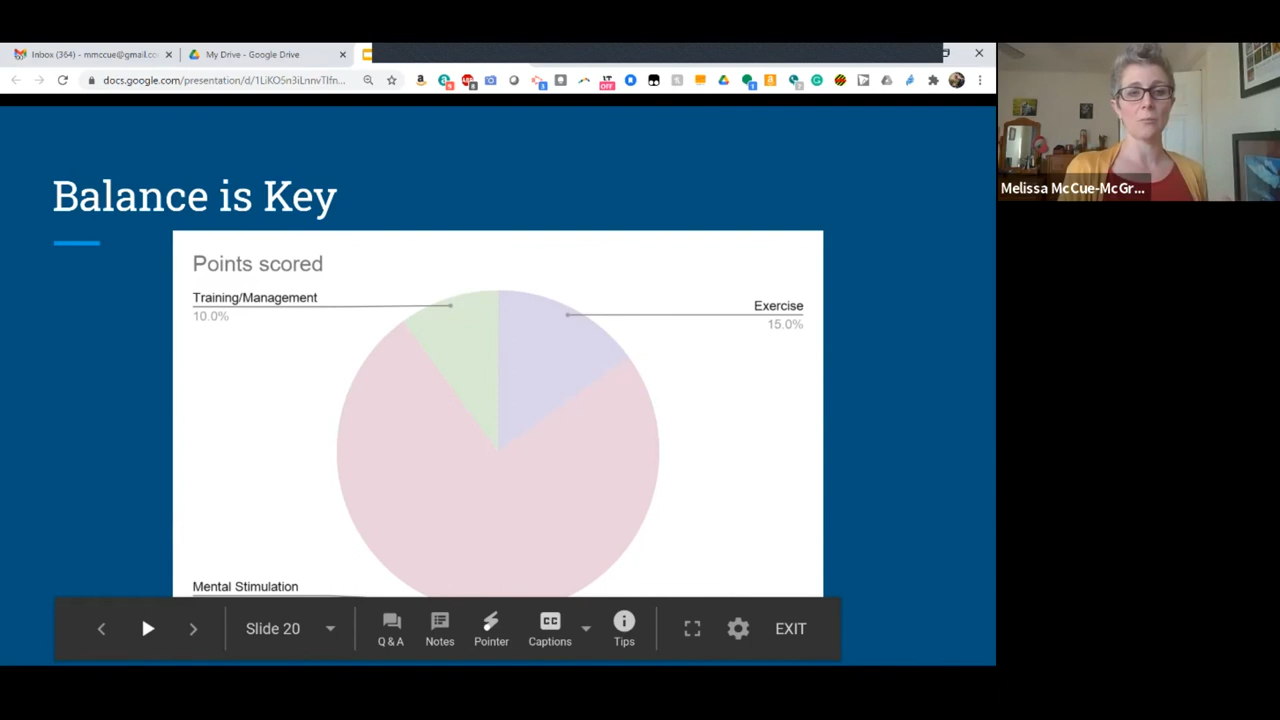 Inbox (364) - mmccue@gmail.co
My Drive - Google Drive
docs.google.com/presentation/d/1LiKO5n3iLnnvTlfn...
OFF
Melissa McCue-McGr...
Balance is Key
Points scored
Training/Management
10.0%
Exercise
15.0%
Mental Stimulation
Slide 20
Q & A
Notes
Pointer
CC
Captions
Tips
EXIT